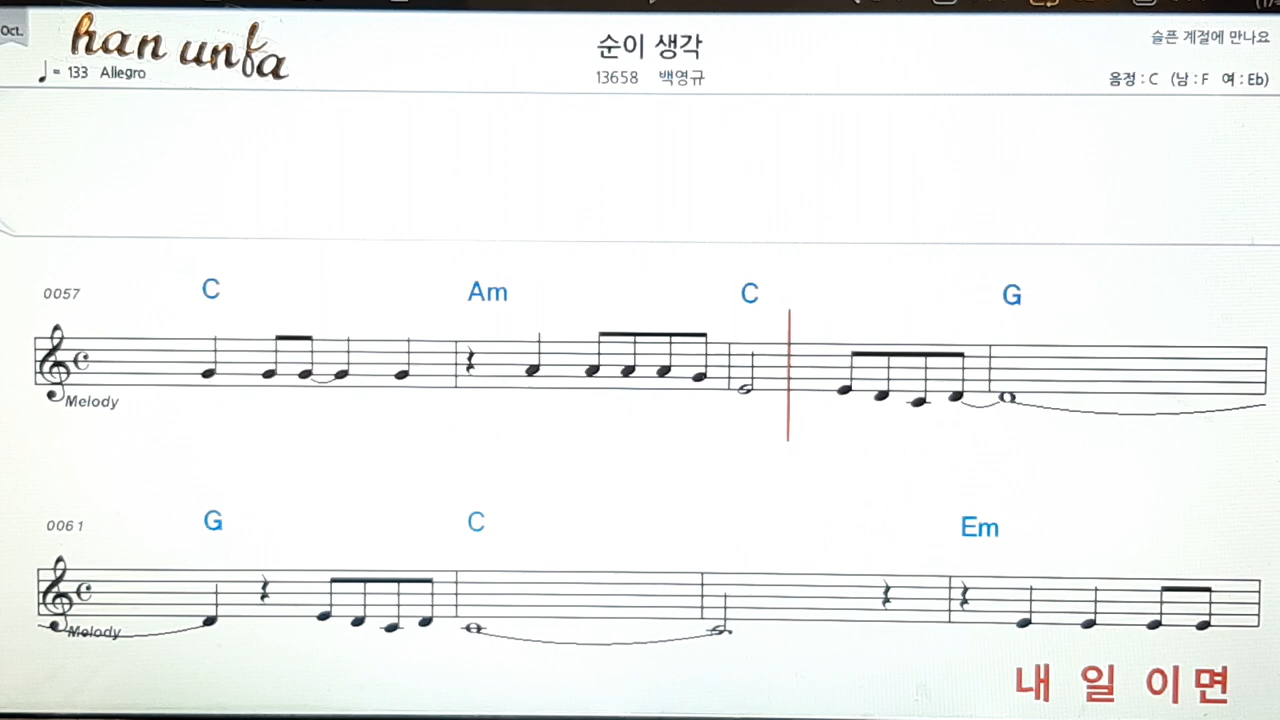 Oct.
han unfa
순이 생각
슬픈 계절에 만나요
♩ = 133 Allegro
13658 백영규
음정 : C (남 : F 여 : Eb)
0057 C Am C G
Melody
0061 G C Em
Melody
내 일 이 면